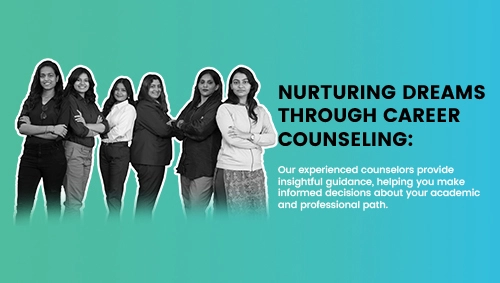 NURTURING DREAMS
THROUGH CAREER
COUNSELING:
Our experienced counselors provide
insightful guidance, helping you make
informed decisions about your academic
and professional path.